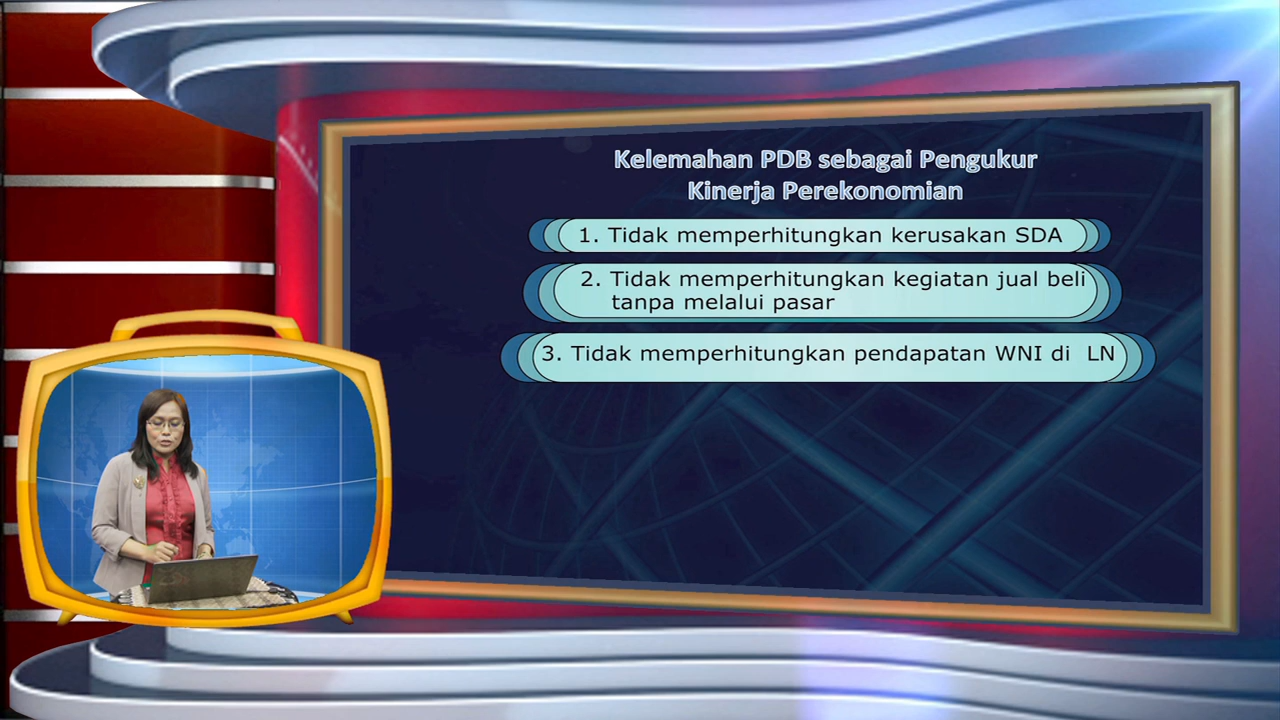 Kelemahan PDB sebagai Pengukur
Kinerja Perekonomian
1. Tidak memperhitungkan kerusakan SDA
2. Tidak memperhitungkan kegiatan jual beli
tanpa melalui pasar
3. Tidak memperhitungkan pendapatan WNI di LN